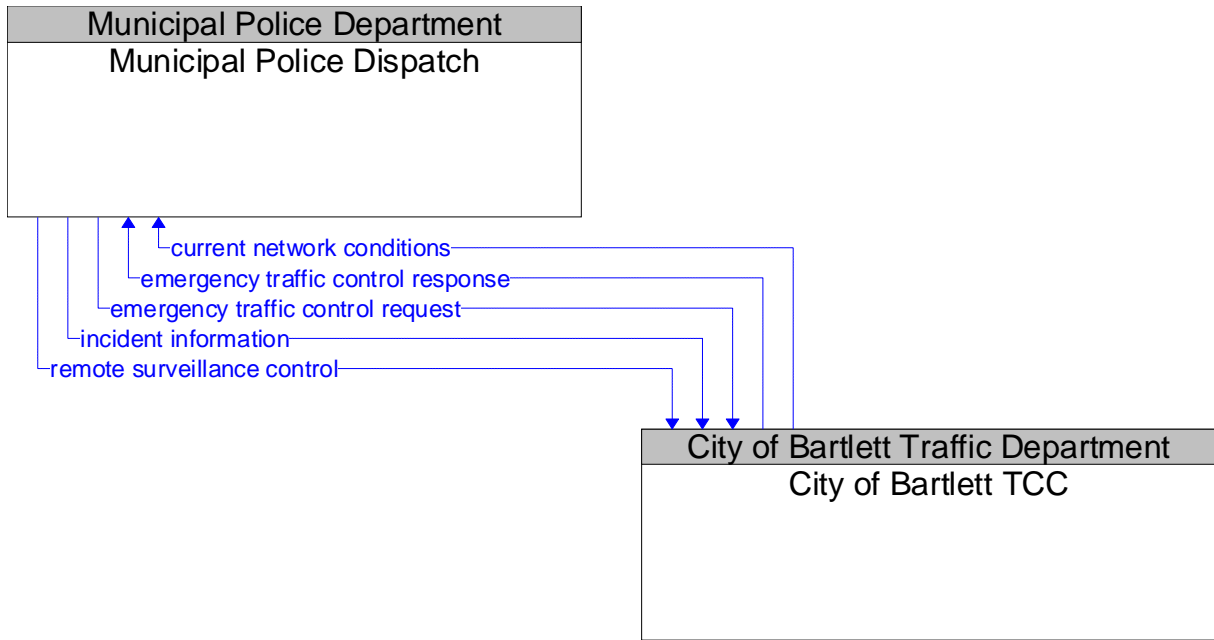 Municipal Police Department
Municipal Police Dispatch
current network conditions
emergency traffic control response
emergency traffic control request
incident information
remote surveillance control
City of Bartlett Traffic Department
City of Bartlett TCC